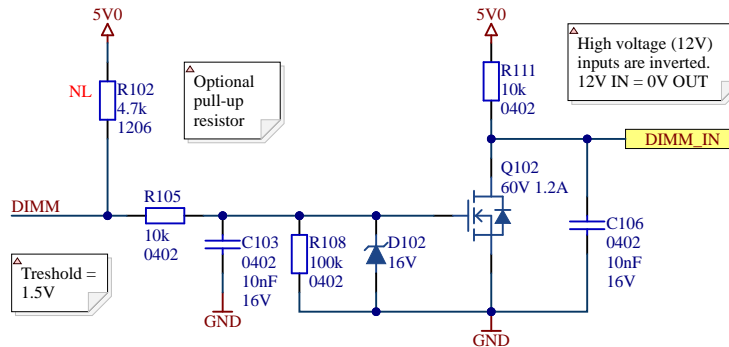 5V0
NL
R102
4.7k
1206
Optional
pull-up
resistor
5V0
R111
10k
0402
High voltage (12V)
inputs are inverted.
12V IN = 0V OUT
DIMM_IN
Q102
60V 1.2A
DIMM
R105
10k
0402
C103
0402
10nF
16V
R108
100k
0402
D102
16V
C106
0402
10nF
16V
Treshold =
1.5V
GND
GND